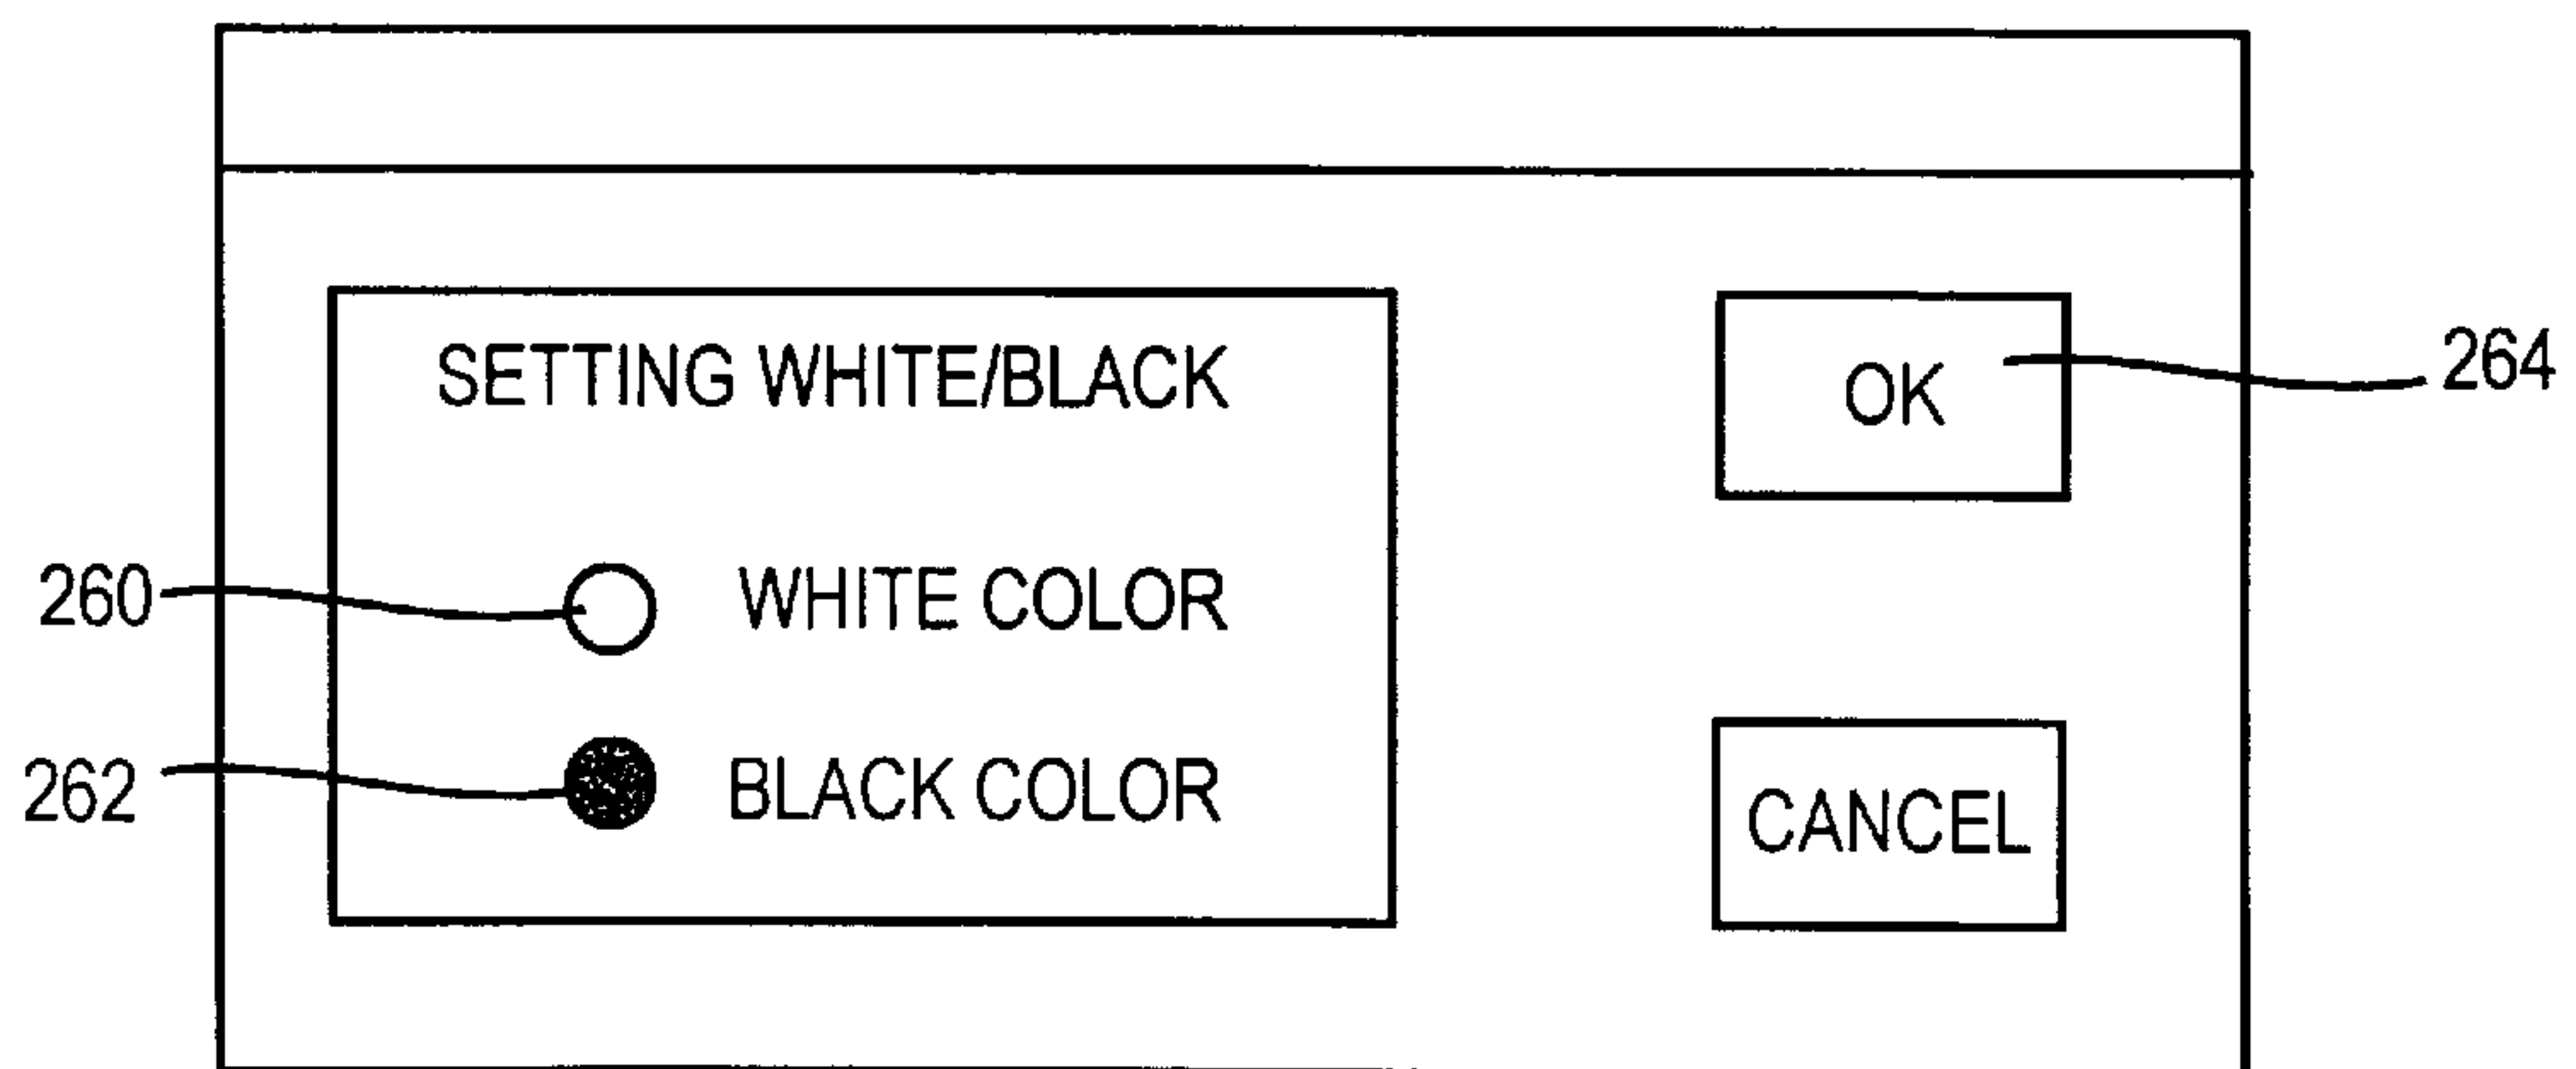 SETTING WHITE/BLACK
OK
264
260
WHITE COLOR
262
BLACK COLOR
CANCEL